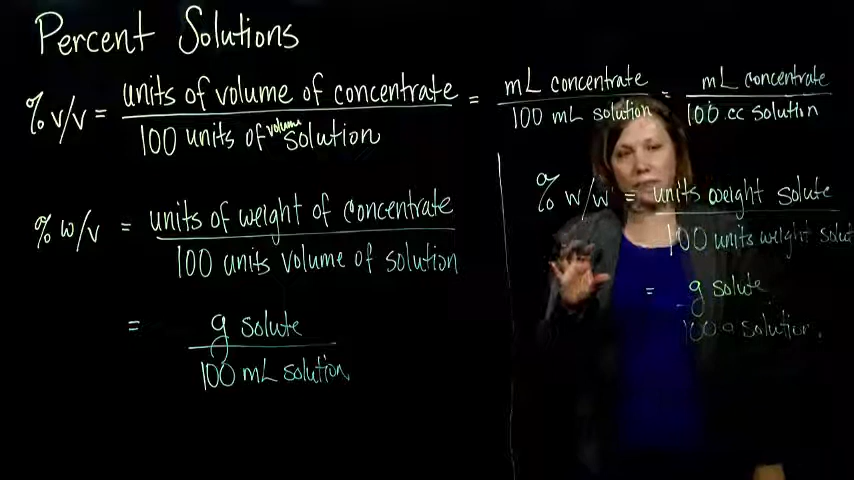 Percent Solutions
% v/v = units of volume of concentrate / 100 units of volume solution = mL concentrate / 100 mL solution = mL concentrate / 100 cc solution
% w/v = units of weight of concentrate / 100 units volume of solution
= g solute / 100 mL solution
% w/w = units weight solute / 100 units weight solut
= g solute / 100 g solution.